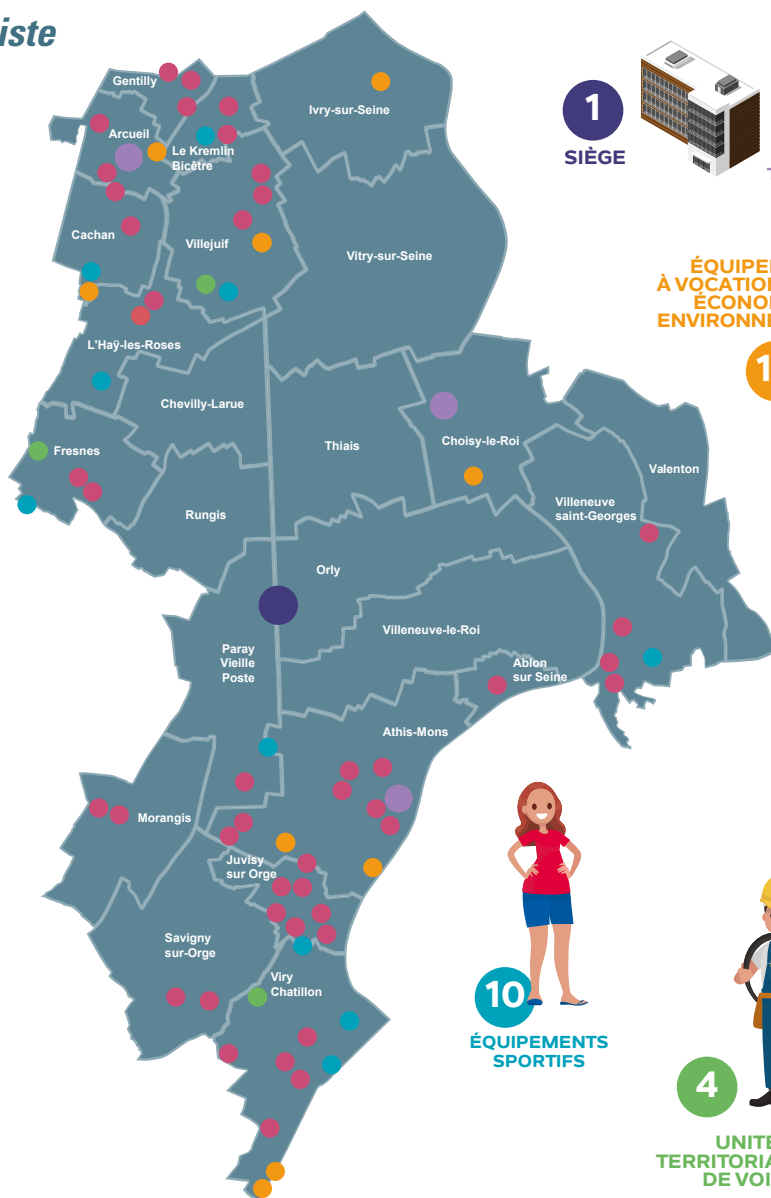 iste
Gentilly
Ivry-sur-Seine
Arcueil
Le Kremlin
Bicêtre
Cachan
Villejuif
Vitry-sur-Seine
L'Haÿ-les-Roses
Chevilly-Larue
Thiais
Choisy-le-Roi
Valenton
Fresnes
Villeneuve
saint-Georges
Rungis
Orly
Villeneuve-le-Roi
Paray
Vieille
Poste
Ablon
sur Seine
Athis-Mons
Morangis
Juvisy
sur Orge
Savigny
sur-Orge
Viry
Chatillon
1
SIÈGE
ÉQUIPE
À VOCATION
ÉCONO
ENVIRONNE
1
10
ÉQUIPEMENTS
SPORTIFS
4
UNITE
TERRITORIA
DE VOI